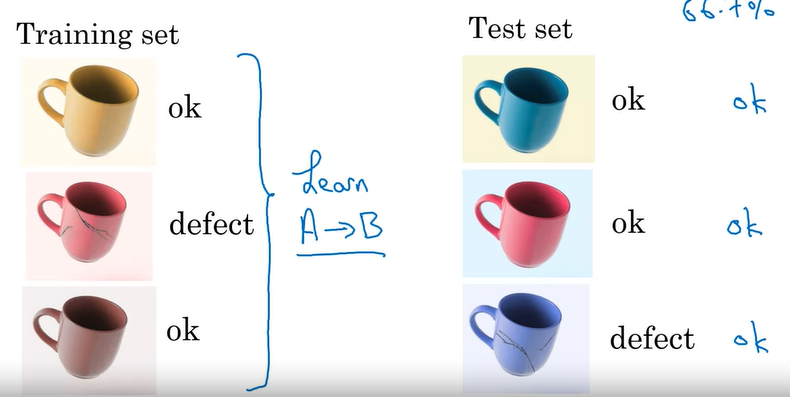 Training set
ok
defect
ok
Learn
A→B
Test set
66.7%
ok ok
ok ok
defect ok